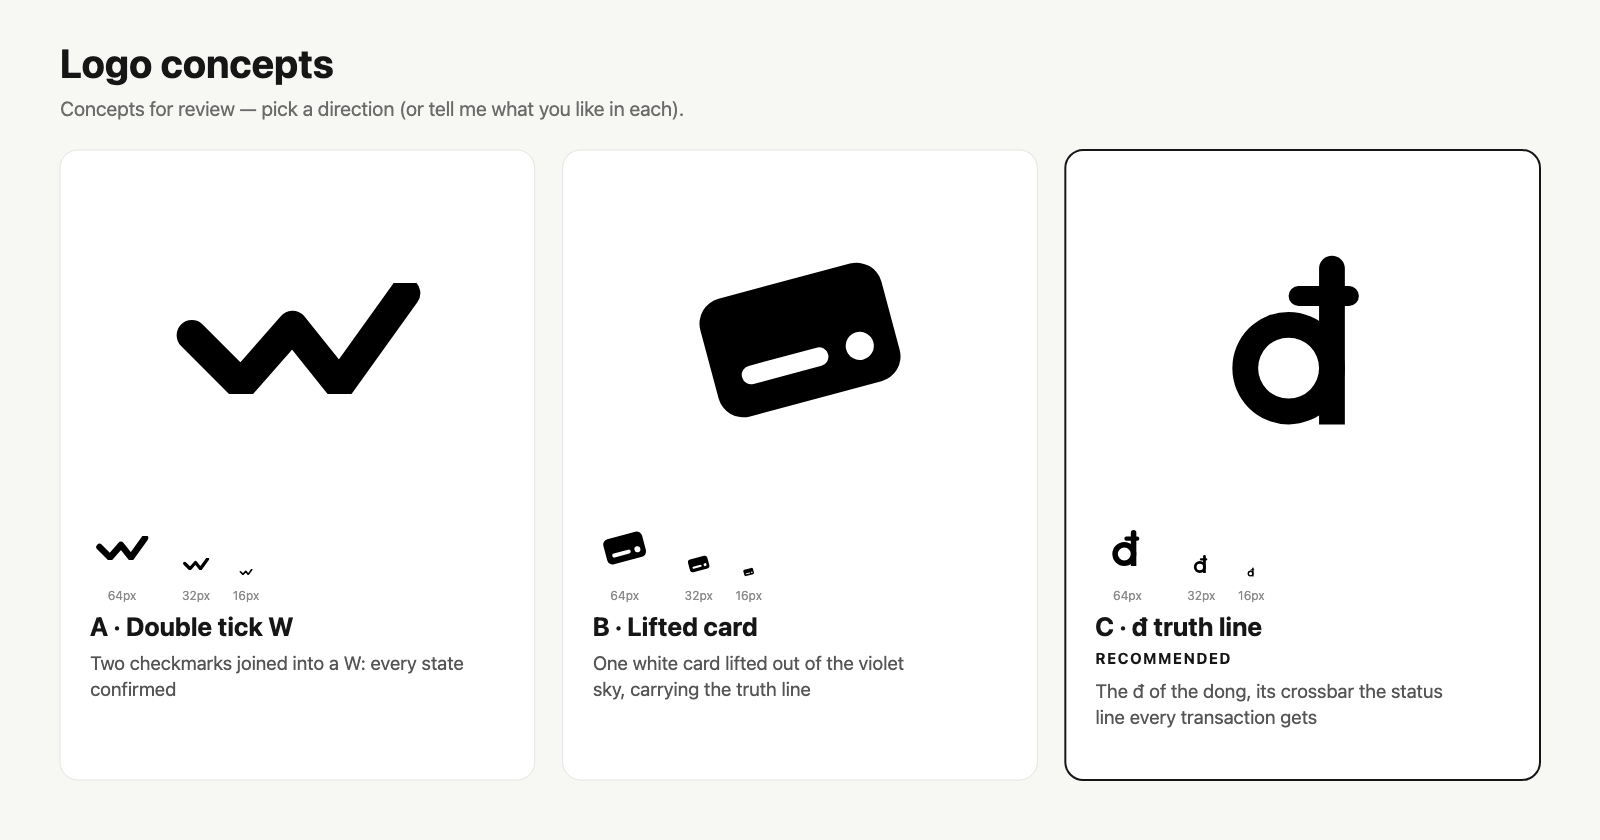 Logo concepts
Concepts for review — pick a direction (or tell me what you like in each).
đ
64px 32px 16px
A · Double tick W
Two checkmarks joined into a W: every state
confirmed
64px 32px 16px
B · Lifted card
One white card lifted out of the violet
sky, carrying the truth line
đ đ đ
64px 32px 16px
C · đ truth line
RECOMMENDED
The đ of the dong, its crossbar the status
line every transaction gets